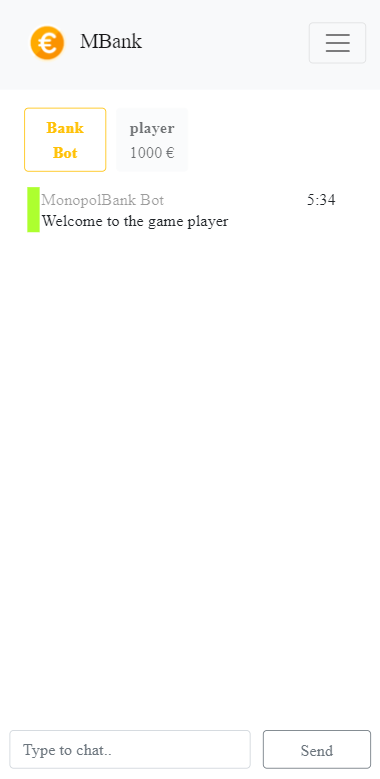 € MBank
Bank
Bot
player
1000 €
MonopolBank Bot 5:34
Welcome to the game player
Type to chat.. Send